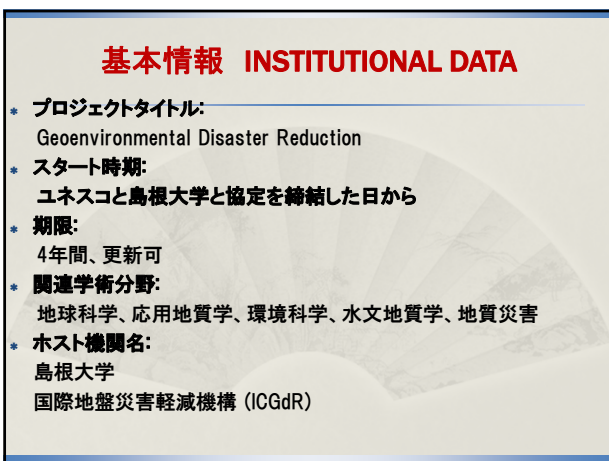 基本情報 INSTITUTIONAL DATA
* プロジェクトタイトル:
Geoenvironmental Disaster Reduction
* スタート時期:
ユネスコと島根大学と協定を締結した日から
* 期限:
4年間、更新可
* 関連学術分野:
地球科学、応用地質学、環境科学、水文地質学、地質災害
* ホスト機関名:
島根大学
国際地盤災害軽減機構 (ICGdR)